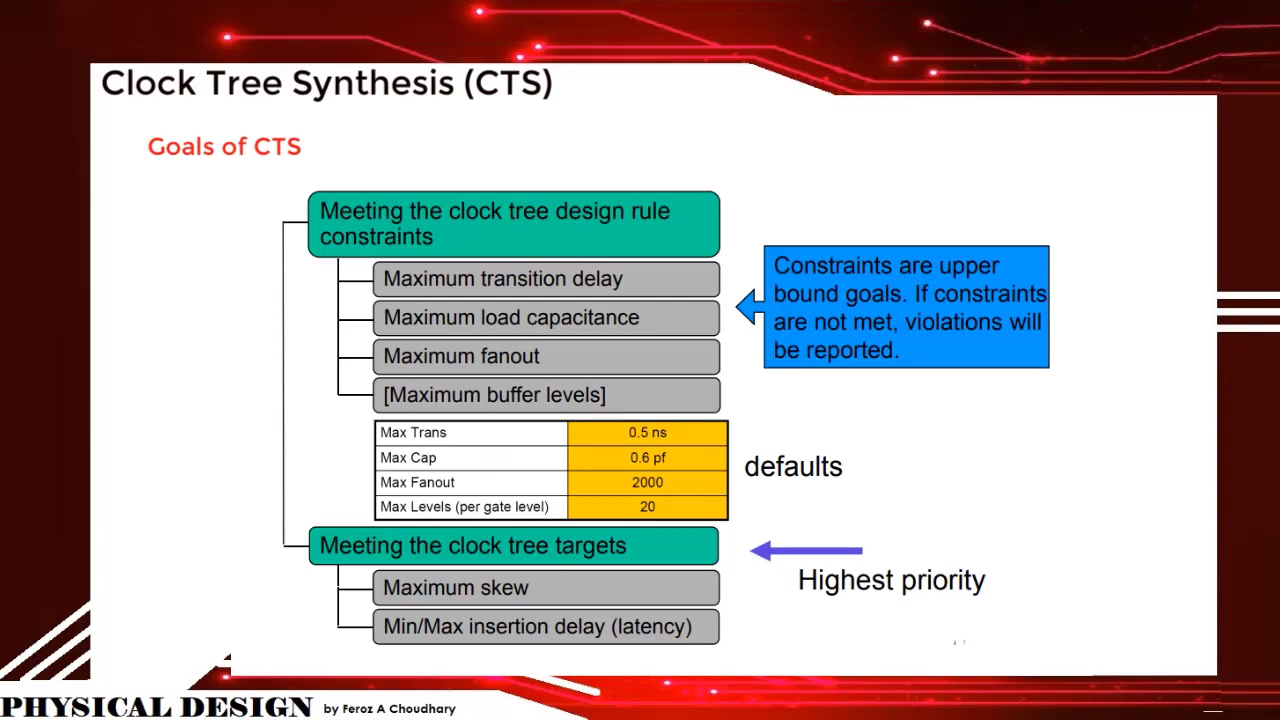 Clock Tree Synthesis (CTS)
Goals of CTS
Meeting the clock tree design rule
constraints
Maximum transition delay
Maximum load capacitance
Maximum fanout
[Maximum buffer levels]
Constraints are upper
bound goals. If constraints
are not met, violations will
be reported.
Max Trans 0.5 ns
Max Cap 0.6 pf
Max Fanout 2000
Max Levels (per gate level) 20
defaults
Meeting the clock tree targets
Highest priority
Maximum skew
Min/Max insertion delay (latency)
PHYSICAL DESIGN by Feroz A Choudhary